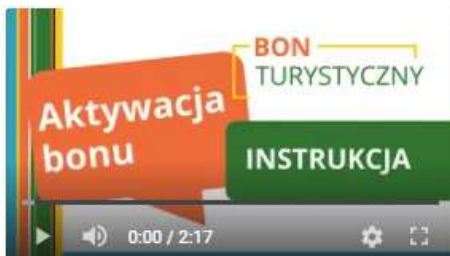 BON
TURYSTYCZNY
Aktywacja
bonu
INSTRUKCJA
0:00 / 2:17